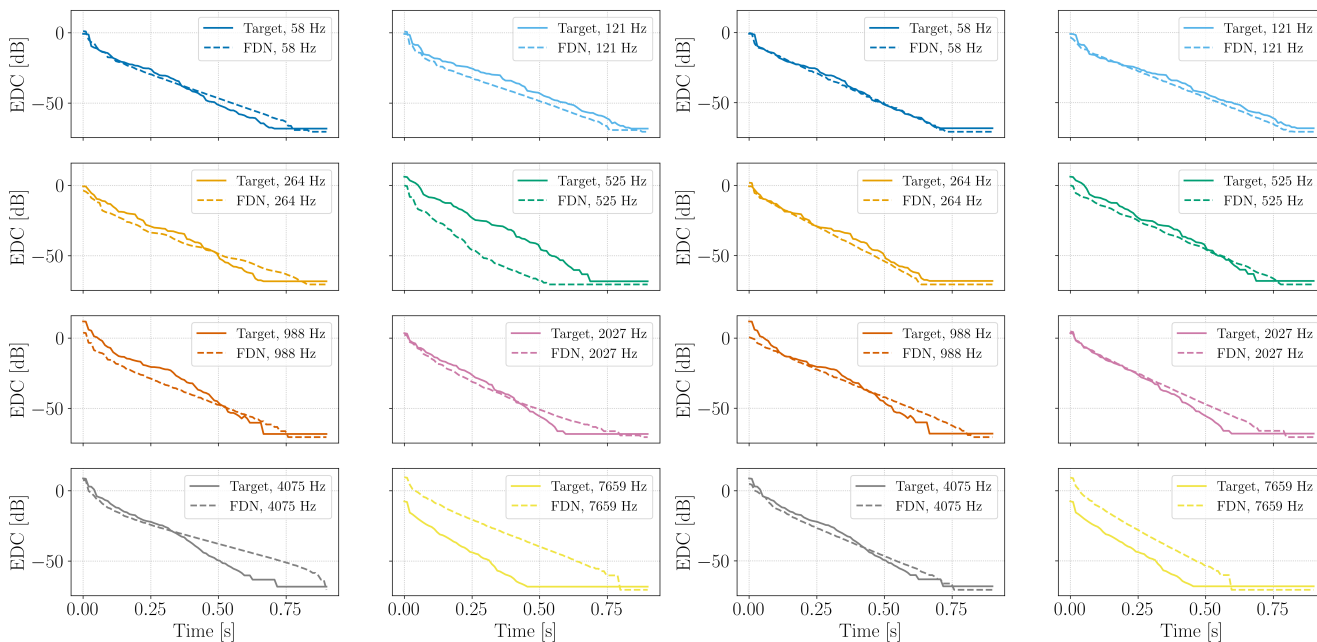 EDC [dB]
0
−50
Target, 58 Hz
FDN, 58 Hz
Target, 121 Hz
FDN, 121 Hz
EDC [dB]
0
−50
Target, 58 Hz
FDN, 58 Hz
Target, 121 Hz
FDN, 121 Hz
EDC [dB]
0
−50
Target, 264 Hz
FDN, 264 Hz
Target, 525 Hz
FDN, 525 Hz
EDC [dB]
0
−50
Target, 264 Hz
FDN, 264 Hz
Target, 525 Hz
FDN, 525 Hz
EDC [dB]
0
−50
Target, 988 Hz
FDN, 988 Hz
Target, 2027 Hz
FDN, 2027 Hz
EDC [dB]
0
−50
Target, 988 Hz
FDN, 988 Hz
Target, 2027 Hz
FDN, 2027 Hz
EDC [dB]
0
−50
Target, 4075 Hz
FDN, 4075 Hz
0.00 0.25 0.50 0.75
Time [s]
Target, 7659 Hz
FDN, 7659 Hz
0.00 0.25 0.50 0.75
Time [s]
EDC [dB]
0
−50
Target, 4075 Hz
FDN, 4075 Hz
0.00 0.25 0.50 0.75
Time [s]
Target, 7659 Hz
FDN, 7659 Hz
0.00 0.25 0.50 0.75
Time [s]